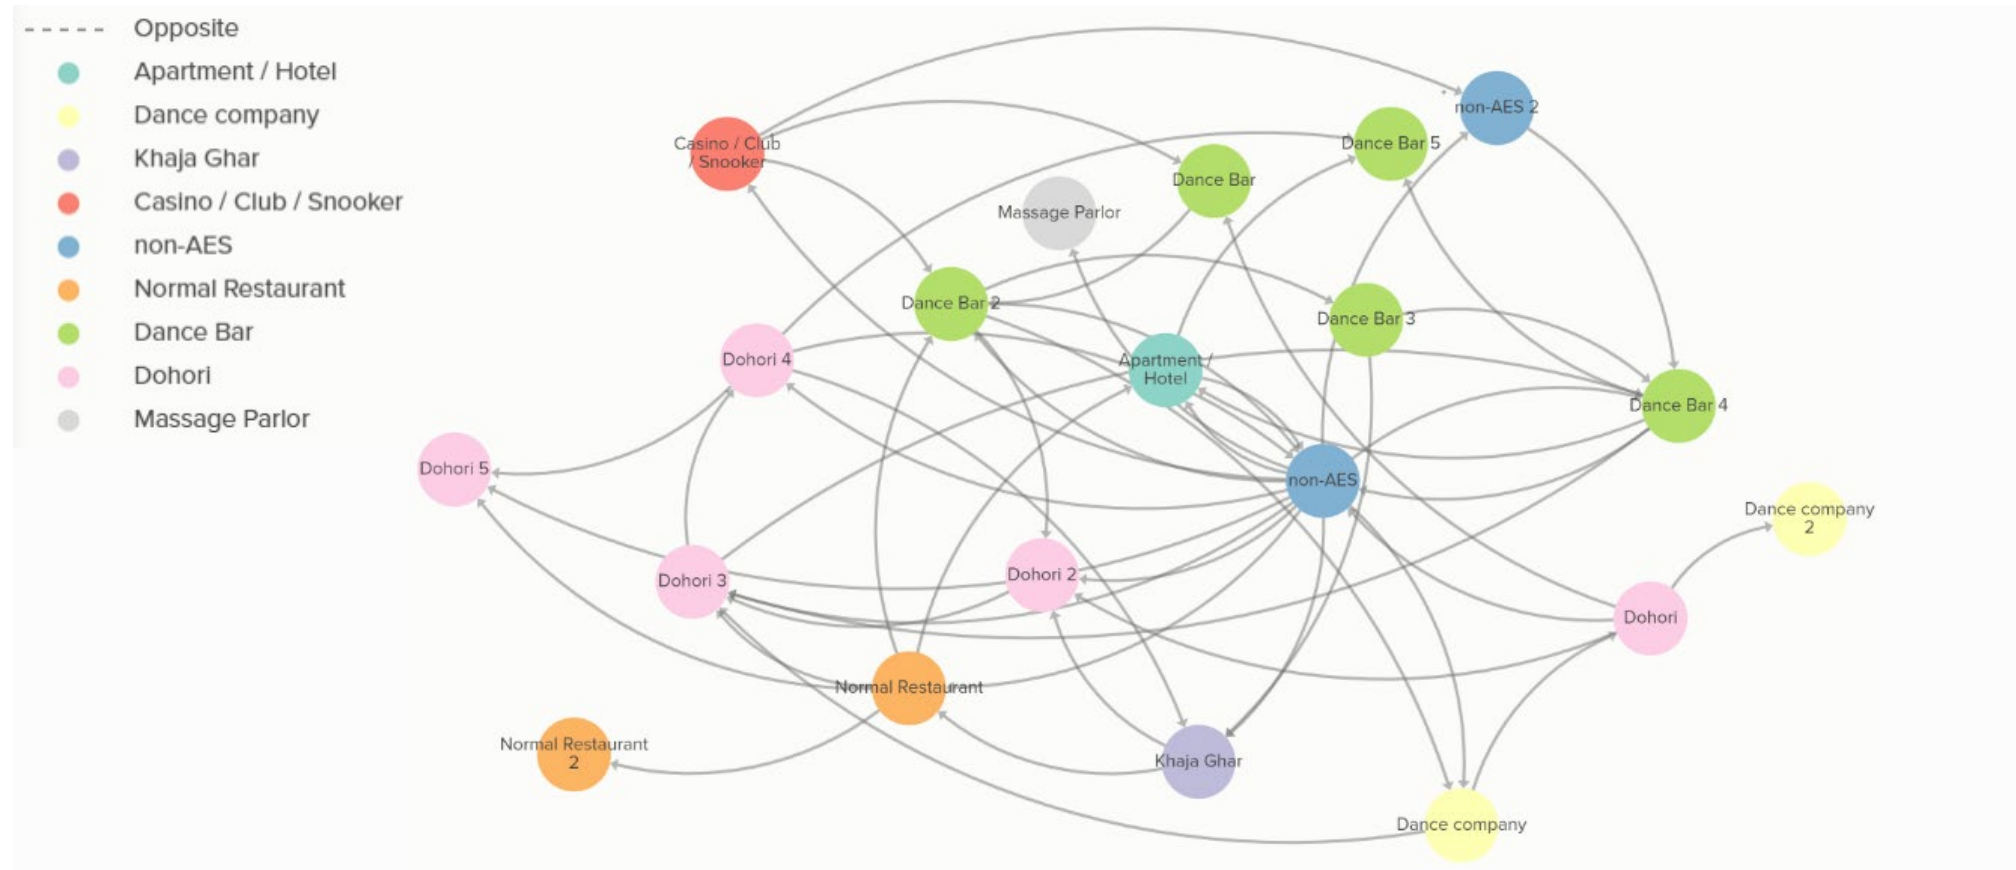 Opposite
Apartment / Hotel
Dance company
Khaja Ghar
Casino / Club / Snooker
non-AES
Normal Restaurant
Dance Bar
Dohori
Massage Parlor
non-AES 2
Casino / Club
/ Snooker
Dance Bar 5
Dance Bar
Massage Parlor
Dance Bar 2
Dance Bar 3
Dohori 4
Apartment /
Hotel
Dance Bar 4
Dohori 5
non-AES
Dance company
2
Dohori 3
Dohori 2
Dohori
Normal Restaurant
Normal Restaurant
2
Khaja Ghar
Dance company